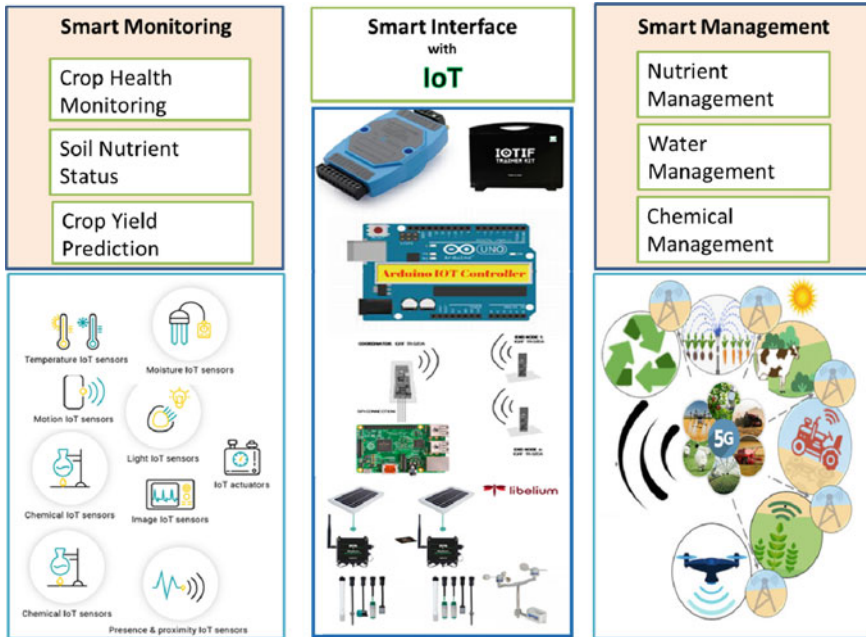 Smart Monitoring
Crop Health
Monitoring
Soil Nutrient
Status
Crop Yield
Prediction
Temperature IoT sensors
Moisture IoT sensors
Motion IoT sensors
Light IoT sensors
IoT actuators
Chemical IoT sensors
Image IoT sensors
Chemical IoT sensors
Presence & proximity IoT sensors
Smart Interface
with
IoT
IOTIF
TRAINER KIT
ARDUINO
UNO
Arduino IOT Controller
libelium
Smart Management
Nutrient
Management
Water
Management
Chemical
Management
5G